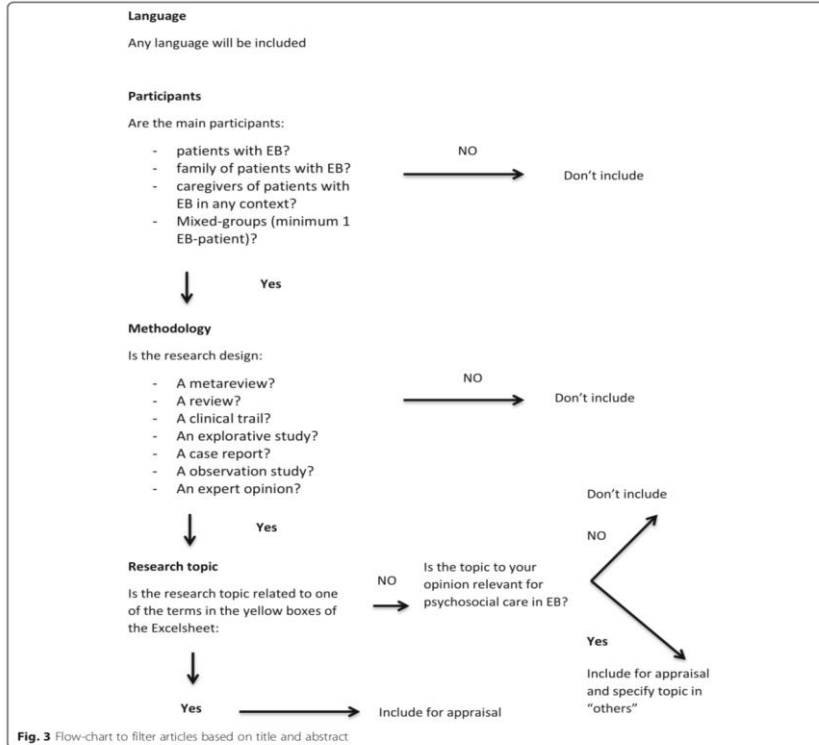 Language
Any language will be included
Participants
Are the main participants:
- patients with EB?
- family of patients with EB?
- caregivers of patients with
EB in any context?
- Mixed-groups (minimum 1
EB-patient)?
NO
Don't include
Yes
Methodology
Is the research design:
- A metareview?
- A review?
- A clinical trail?
- An explorative study?
- A case report?
- A observation study?
- An expert opinion?
NO
Don't include
Yes
Research topic
Is the research topic related to one
of the terms in the yellow boxes of
the Excelsheet:
NO
Is the topic to your
opinion relevant for
psychosocial care in EB?
NO
Don't include
Yes
Include for appraisal
and specify topic in
"others"
Yes
Include for appraisal
Fig. 3 Flow-chart to filter articles based on title and abstract